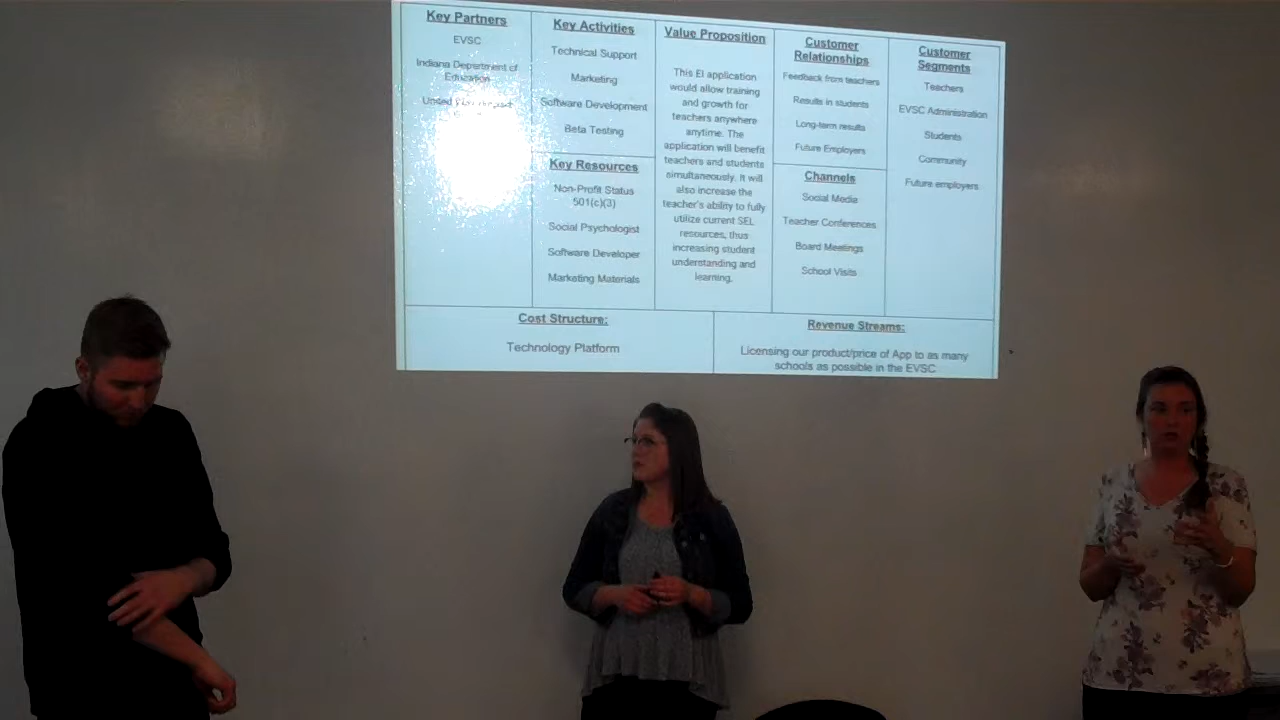 Key Partners
EVSC
Indiana Department of
Education
United
Key Activities
Technical Support
Marketing
Software Development
Beta Testing
Key Resources
Non-Profit Status
501(c)(3)
Social Psychologist
Software Developer
Marketing Materials
Value Proposition
This EI application
would allow training
and growth for
teachers anywhere
anytime. The
application will benefit
teachers and students
simultaneously. It will
also increase the
teacher's ability to fully
utilize current SEL
resources, thus
increasing student
understanding and
learning.
Customer
Relationships
Feedback from teachers
Results in students
Long-term results
Future Employers
Channels
Social Media
Teacher Conferences
Board Meetings
School Visits
Customer
Segments
Teachers
EVSC Administration
Students
Community
Future employers
Cost Structure:
Technology Platform
Revenue Streams:
Licensing our product/price of App to as many
schools as possible in the EVSC